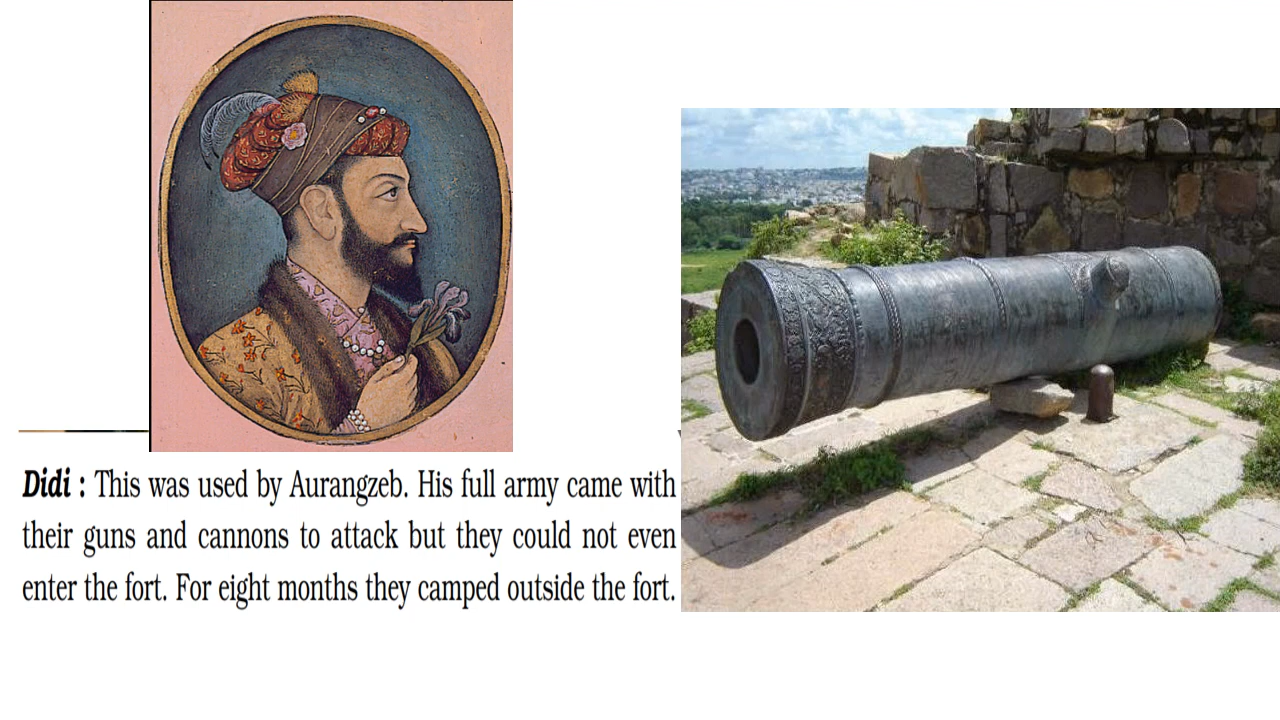 Didi : This was used by Aurangzeb. His full army came with
their guns and cannons to attack but they could not even
enter the fort. For eight months they camped outside the fort.